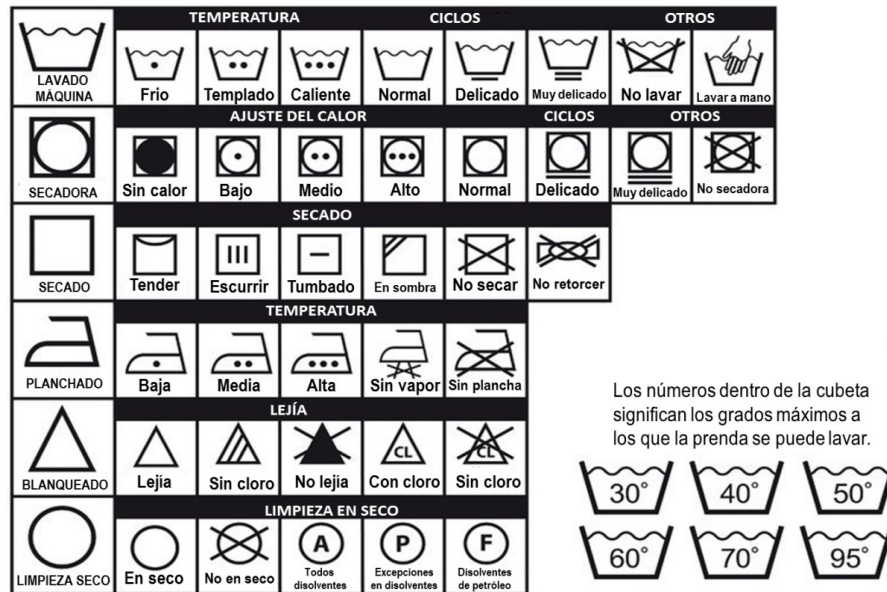 TEMPERATURA CICLOS OTROS
LAVADO
MÁQUINA
Frio Templado Caliente Normal Delicado Muy delicado No lavar Lavar a mano
AJUSTE DEL CALOR CICLOS OTROS
SECADORA
Sin calor Bajo Medio Alto Normal Delicado Muy delicado No secadora
SECADO
SECADO
Tender Escurrir Tumbado En sombra No secar No retorcer
TEMPERATURA
PLANCHADO
Baja Media Alta Sin vapor Sin plancha
LEJÍA
CL CL
BLANQUEADO
Lejía Sin cloro No lejía Con cloro Sin cloro
LIMPIEZA EN SECO
A P F
LIMPIEZA SECO
En seco No en seco Todos disolventes Excepciones en disolventes Disolventes de petróleo
Los números dentro de la cubeta
significan los grados máximos a
los que la prenda se puede lavar.
30° 40° 50°
60° 70° 95°